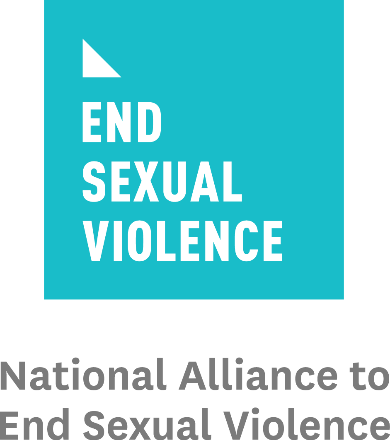 END
SEXUAL
VIOLENCE
National Alliance to
End Sexual Violence